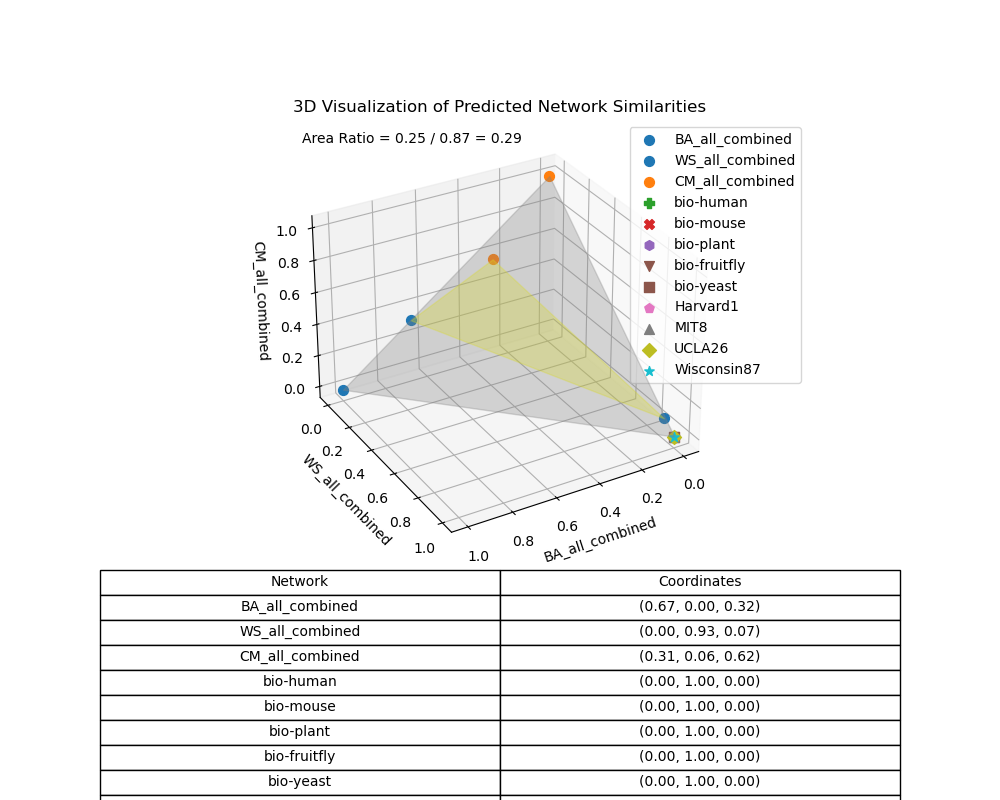 3D Visualization of Predicted Network Similarities
Area Ratio = 0.25 / 0.87 = 0.29
BA_all_combined
WS_all_combined
CM_all_combined
bio-human
bio-mouse
bio-plant
bio-fruitfly
bio-yeast
Harvard1
MIT8
UCLA26
Wisconsin87
CM_all_combined
1.0
0.8
0.6
0.4
0.2
0.0
WS_all_combined
0.0
0.2
0.4
0.6
0.8
1.0
BA_all_combined
1.0
0.8
0.6
0.4
0.2
0.0
Network Coordinates
BA_all_combined (0.67, 0.00, 0.32)
WS_all_combined (0.00, 0.93, 0.07)
CM_all_combined (0.31, 0.06, 0.62)
bio-human (0.00, 1.00, 0.00)
bio-mouse (0.00, 1.00, 0.00)
bio-plant (0.00, 1.00, 0.00)
bio-fruitfly (0.00, 1.00, 0.00)
bio-yeast (0.00, 1.00, 0.00)